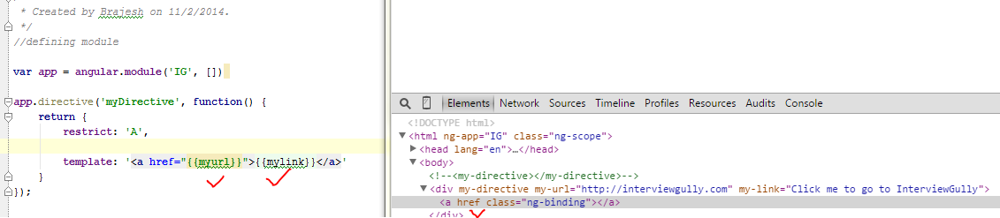 * Created by Brajesh on 11/2/2014.
*/
//defining module
var app = angular.module('IG', [])
app.directive('myDirective', function() {
return {
restrict: 'A',
template: '<a href="{{myurl}}">{{mylink}}</a>'
}
});
Elements Network Sources Timeline Profiles Resources Audits Console
<!DOCTYPE html>
<html ng-app="IG" class="ng-scope">
<head lang="en">…</head>
<body>
<!--<my-directive></my-directive>-->
<div my-directive my-url="http://interviewgully.com" my-link="Click me to go to InterviewGully">
<a href class="ng-binding"></a>
</div>